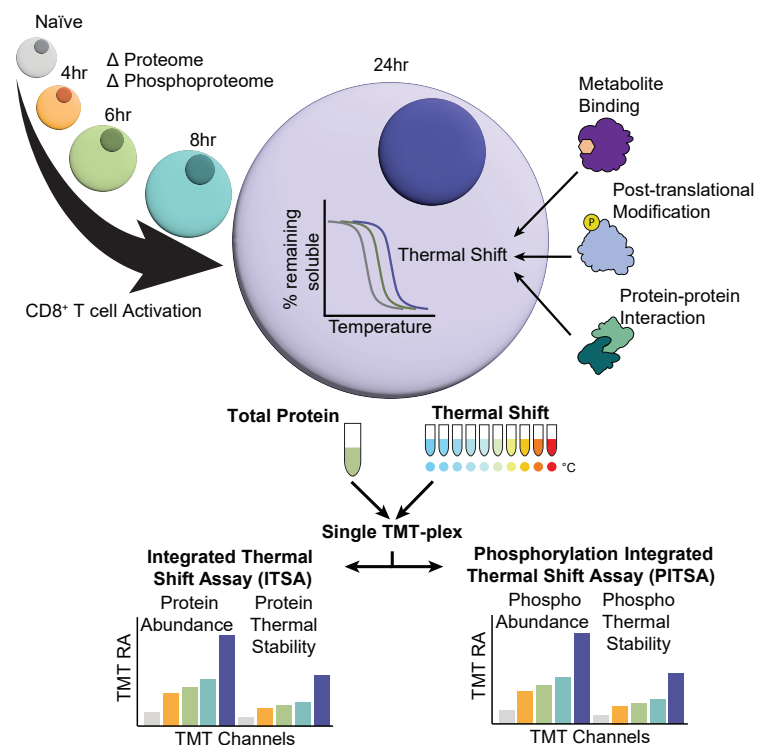 Naïve
Δ Proteome
Δ Phosphoproteome
4hr
6hr
8hr
24hr
CD8⁺ T cell Activation
% remaining
soluble
Temperature
Thermal Shift
Metabolite
Binding
Post-translational
Modification
P
Protein-protein
Interaction
Total Protein
Thermal Shift
°C
Single TMT-plex
Integrated Thermal
Shift Assay (ITSA)
Protein
Abundance
Protein
Thermal
Stability
TMT RA
TMT Channels
Phosphorylation Integrated
Thermal Shift Assay (PITSA)
Phospho
Abundance
Phospho
Thermal
Stability
TMT RA
TMT Channels